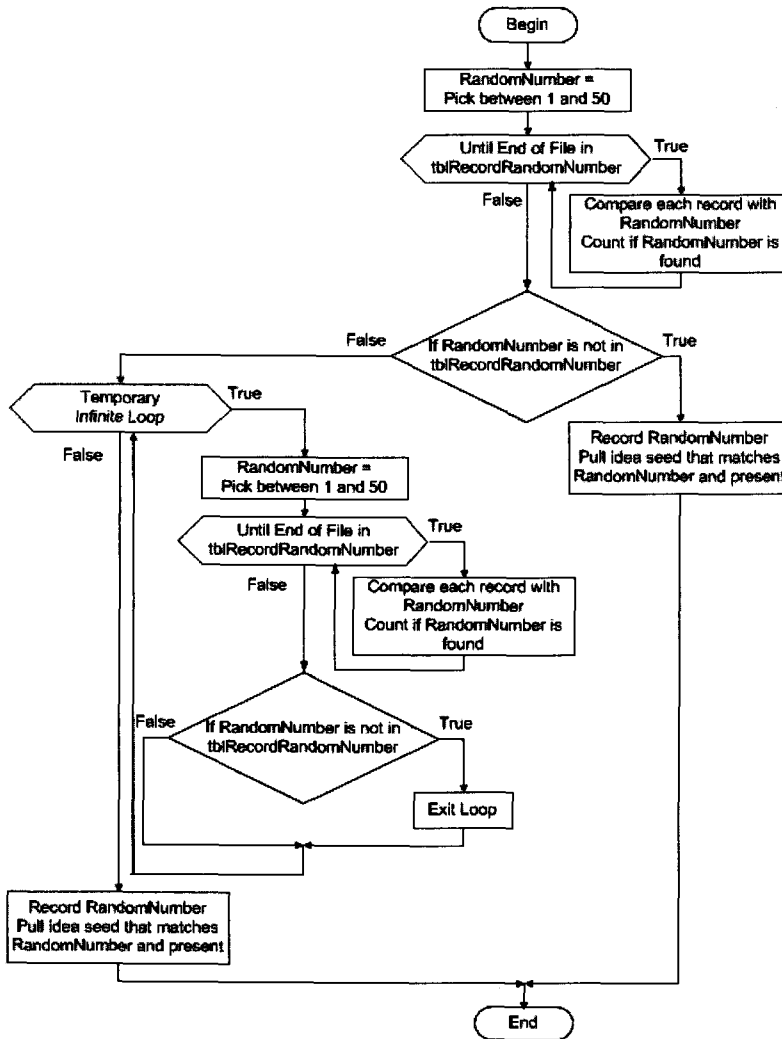 Begin
RandomNumber =
Pick between 1 and 50
Until End of File in
tblRecordRandomNumber
True
False
Compare each record with
RandomNumber
Count if RandomNumber is
found
If RandomNumber is not in
tblRecordRandomNumber
False
True
Temporary
Infinite Loop
True
False
Record RandomNumber
Pull idea seed that matches
RandomNumber and present
RandomNumber =
Pick between 1 and 50
Until End of File in
tblRecordRandomNumber
True
False
Compare each record with
RandomNumber
Count if RandomNumber is
found
If RandomNumber is not in
tblRecordRandomNumber
False
True
Exit Loop
Record RandomNumber
Pull idea seed that matches
RandomNumber and present
End